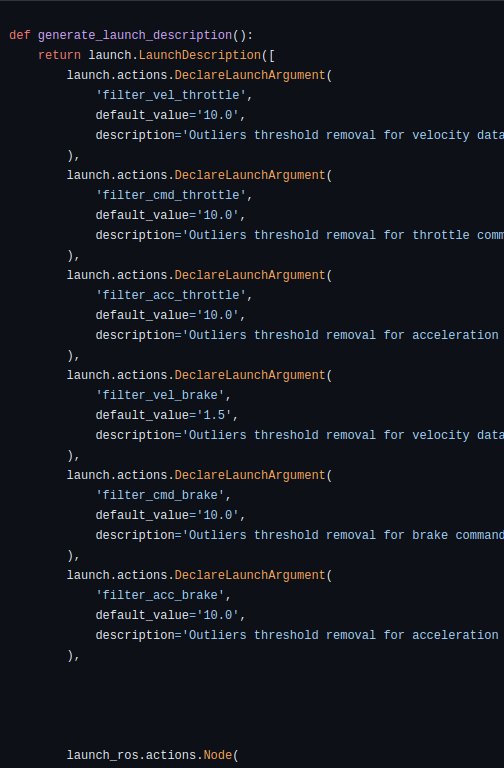 def generate_launch_description():
    return launch.LaunchDescription([
        launch.actions.DeclareLaunchArgument(
            'filter_vel_throttle',
            default_value='10.0',
            description='Outliers threshold removal for velocity data
        ),
        launch.actions.DeclareLaunchArgument(
            'filter_cmd_throttle',
            default_value='10.0',
            description='Outliers threshold removal for throttle comm
        ),
        launch.actions.DeclareLaunchArgument(
            'filter_acc_throttle',
            default_value='10.0',
            description='Outliers threshold removal for acceleration
        ),
        launch.actions.DeclareLaunchArgument(
            'filter_vel_brake',
            default_value='1.5',
            description='Outliers threshold removal for velocity data
        ),
        launch.actions.DeclareLaunchArgument(
            'filter_cmd_brake',
            default_value='10.0',
            description='Outliers threshold removal for brake command
        ),
        launch.actions.DeclareLaunchArgument(
            'filter_acc_brake',
            default_value='10.0',
            description='Outliers threshold removal for acceleration
        ),
        launch_ros.actions.Node(